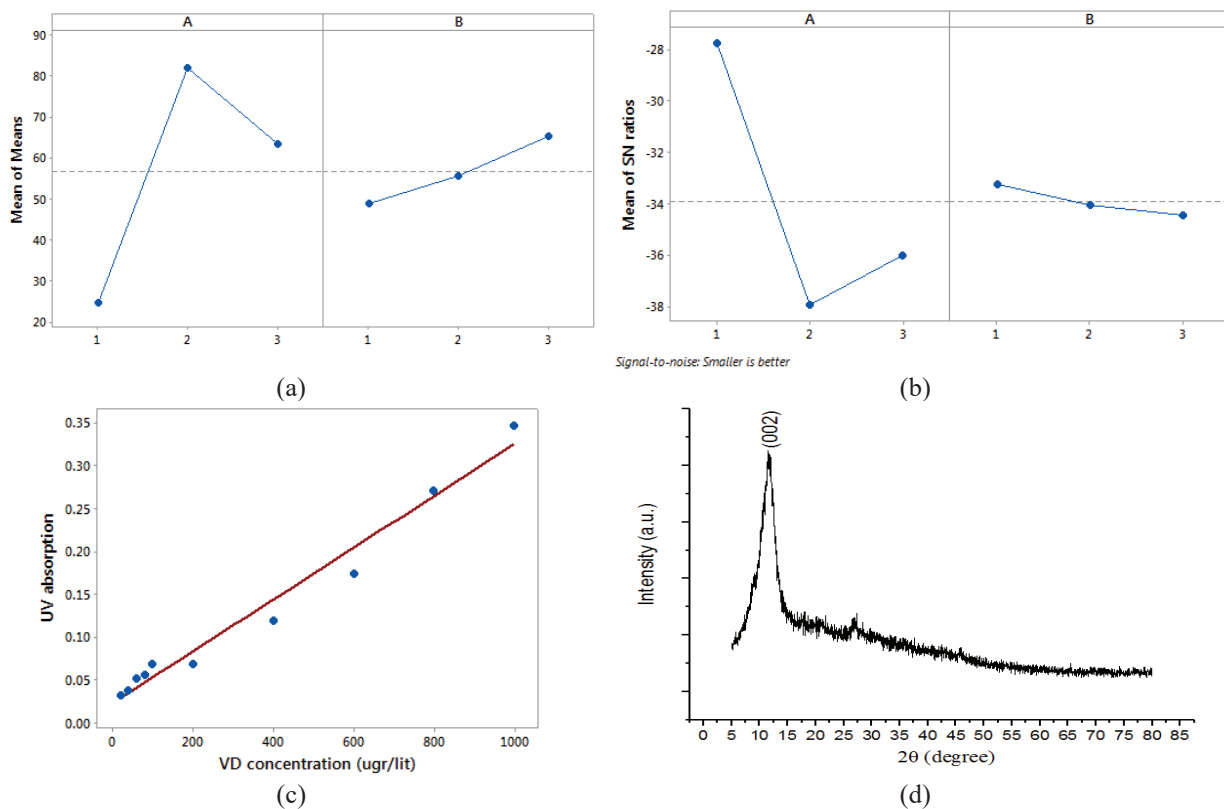 A B
Mean of Means
90
80
70
60
50
40
30
20
1 2 3 1 2 3
(a)
A B
Mean of SN ratios
-28
-30
-32
-34
-36
-38
1 2 3 1 2 3
Signal-to-noise: Smaller is better
(b)
UV absorption
0.35
0.30
0.25
0.20
0.15
0.10
0.05
0.00
0 200 400 600 800 1000
VD concentration (ugr/lit)
(c)
(002)
Intensity (a.u.)
0 5 10 15 20 25 30 35 40 45 50 55 60 65 70 75 80 85
2θ (degree)
(d)